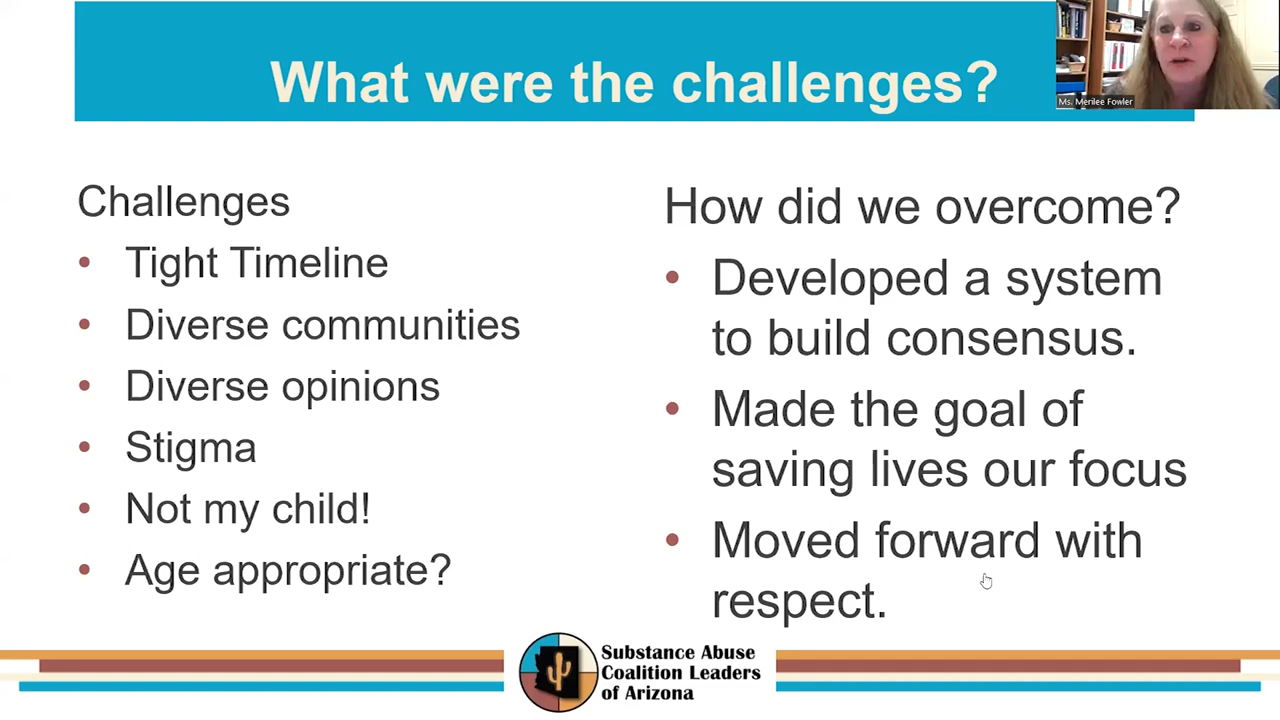 What were the challenges?
Ms. Merilee Fowler
Challenges
• Tight Timeline
• Diverse communities
• Diverse opinions
• Stigma
• Not my child!
• Age appropriate?
How did we overcome?
• Developed a system
to build consensus.
• Made the goal of
saving lives our focus
• Moved forward with
respect.
Substance Abuse
Coalition Leaders
of Arizona